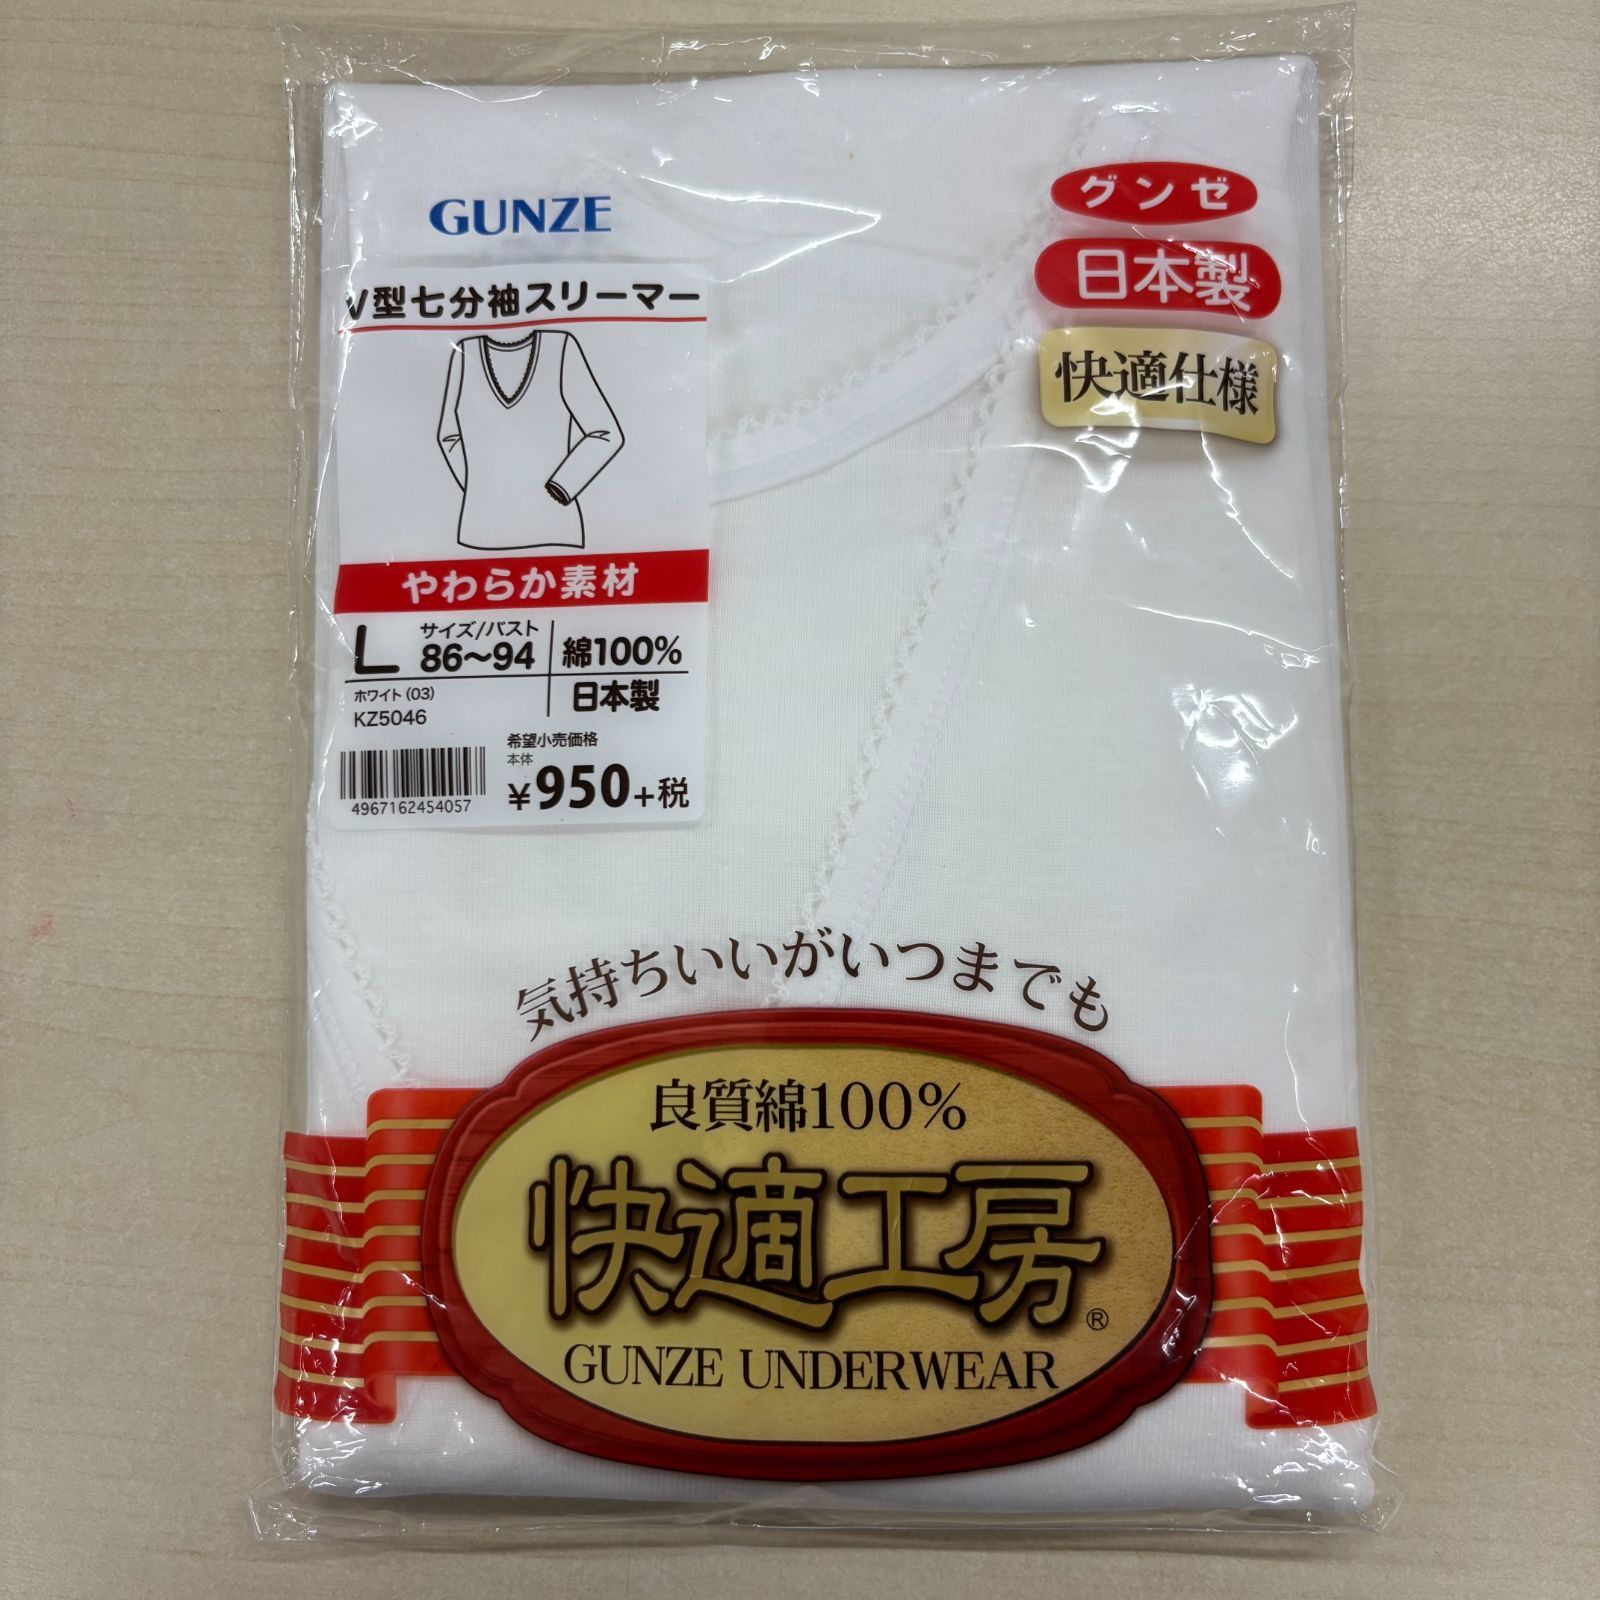 GUNZE
V型七分袖スリーマー
やわらか素材
L
サイズ/バスト
86〜94
綿100%
日本製
ホワイト(03)
KZ5046
希望小売価格
本体
¥950+税
4967162454057
グンゼ
日本製
快適仕様
気持ちいいがいつまでも
良質綿100%
快適工房®
GUNZE UNDERWEAR